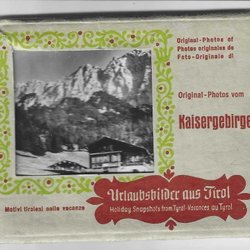 Original-Photos of
Photos originales de
Foto-Originale di
Original-Photos vom
Kaisergebirge
Urlaubsbilder aus Tirol
Holiday Snapshots from Tyrol-Vacances au Tyrol
Motivi tirolesi nelle vacanze